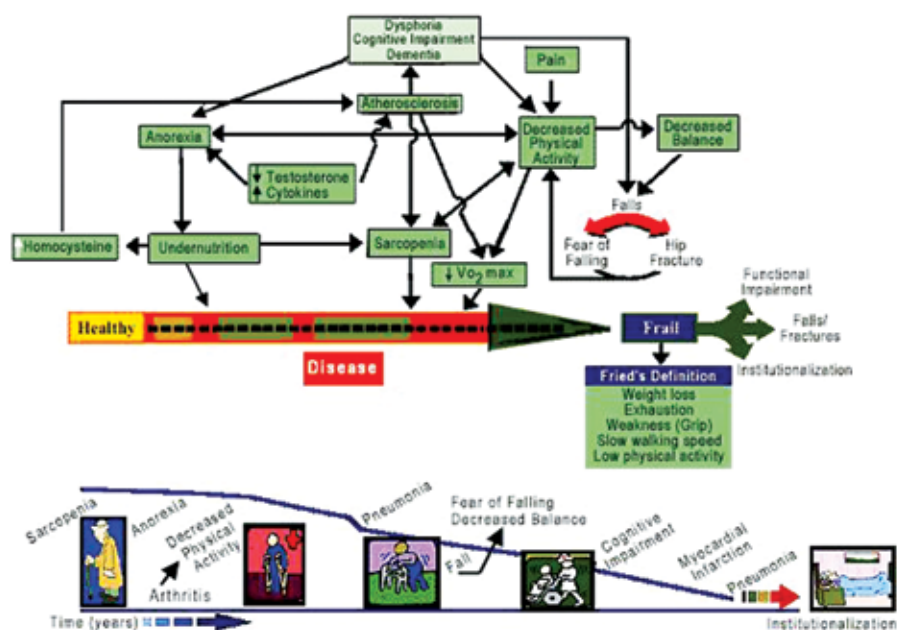 Dysphoria
Cognitive Impairment
Dementia
Pain
Atherosclerosis
Anorexia
Decreased
Physical
Activity
Decreased
Balance
↓ Testosterone
↑ Cytokines
Falls
Homocysteine
Undernutrition
Sarcopenia
Fear of
Falling
Hip
Fracture
↓ Vo2 max
Functional
Impairment
Healthy
Frail
Falls/
Fractures
Disease
Institutionalization
Fried's Definition
Weight loss
Exhaustion
Weakness (Grip)
Slow walking speed
Low physical activity
Sarcopenia
Anorexia
Decreased
Physical
Activity
Arthritis
Pneumonia
Fear of Falling
Decreased Balance
Fall
Cognitive
Impairment
Myocardial
Infarction
Pneumonia
Time (years)
Institutionalization